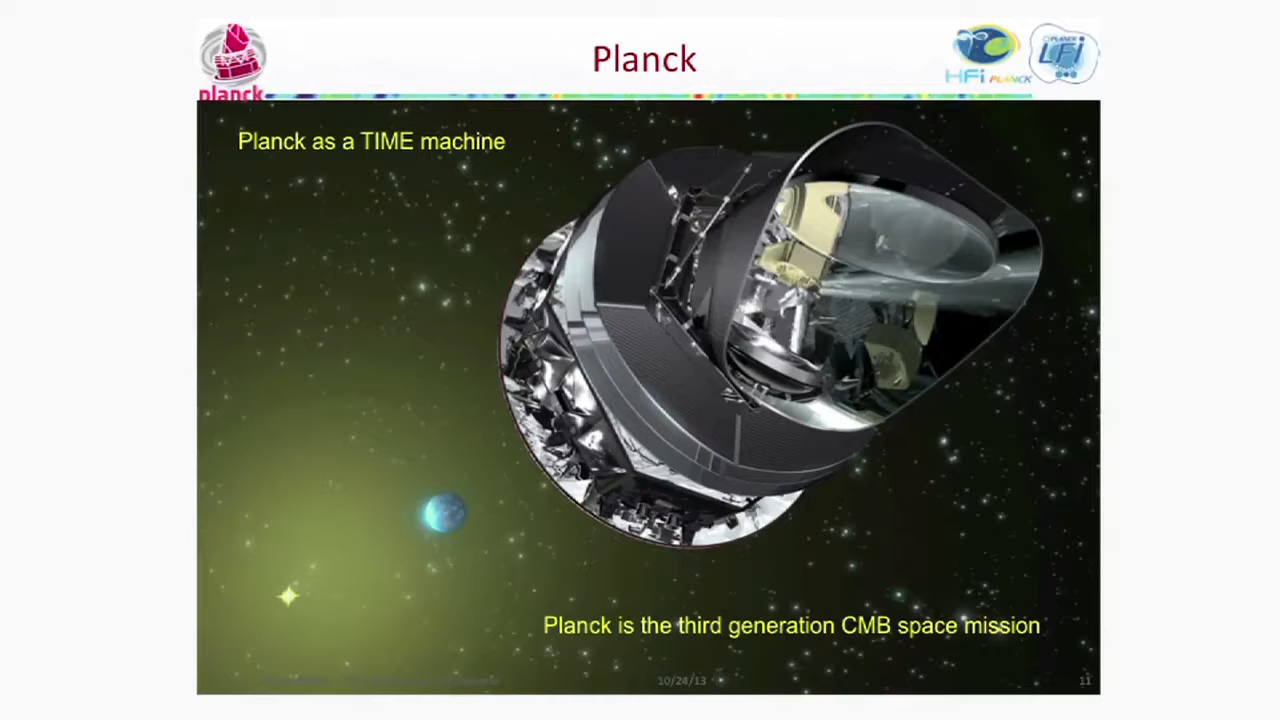 Planck
planck
HFi PLANCK
PLANCK
LFi
Planck as a TIME machine
Planck is the third generation CMB space mission
10/24/13
11